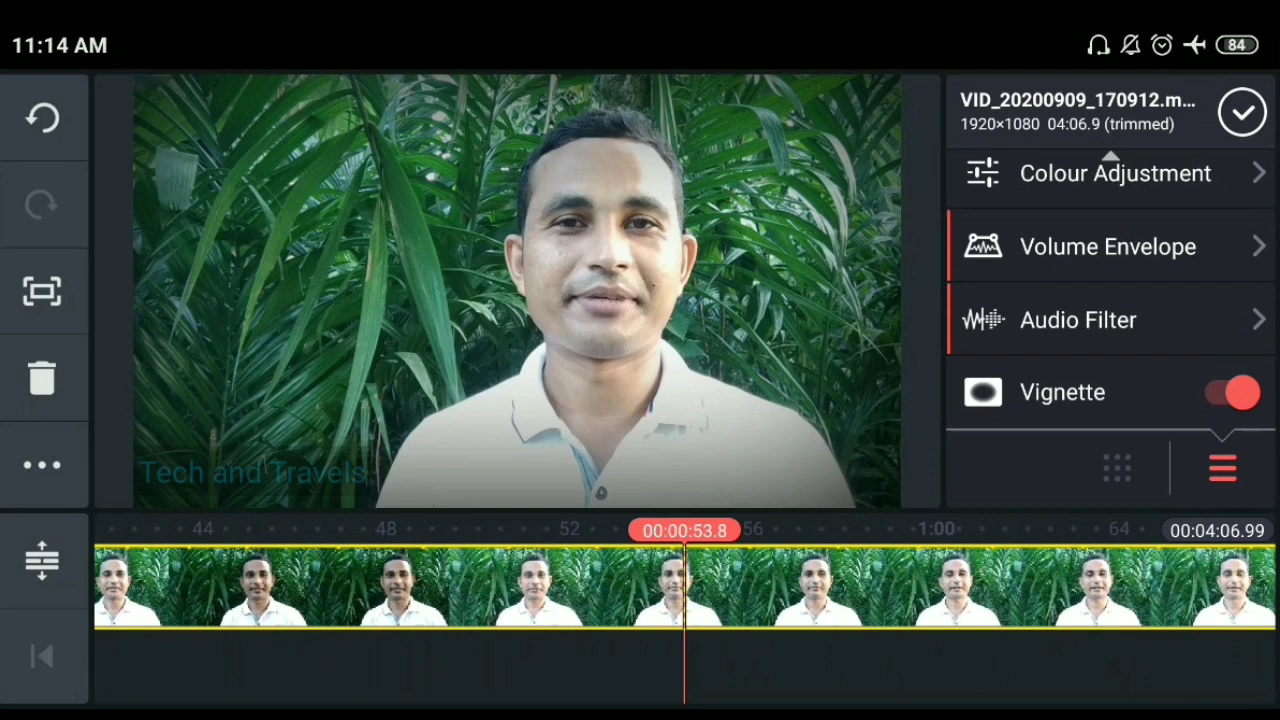 11:14 AM
84
VID_20200909_170912.m...
1920×1080 04:06.9 (trimmed)
Colour Adjustment
Volume Envelope
Audio Filter
Vignette
Tech and Travels
44 48 52 00:00:53.8 56 1:00 64 00:04:06.99